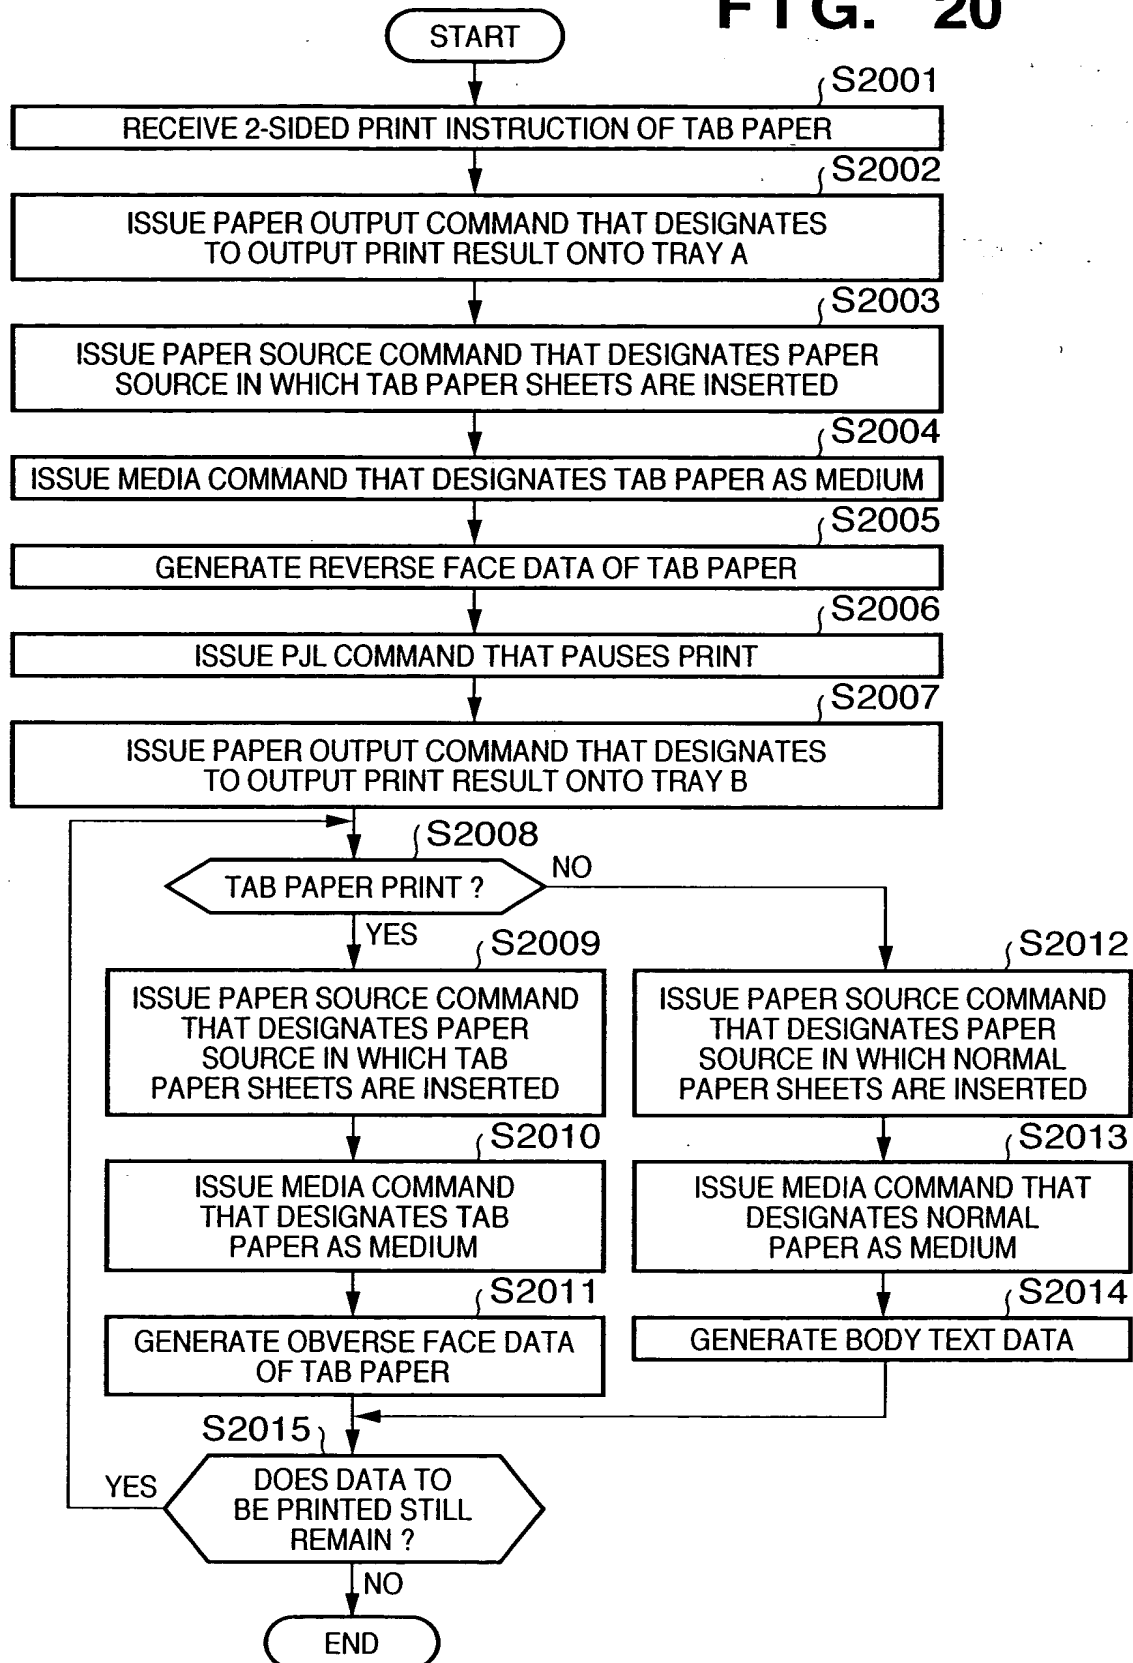 FIG. 20
START
S2001
RECEIVE 2-SIDED PRINT INSTRUCTION OF TAB PAPER
S2002
ISSUE PAPER OUTPUT COMMAND THAT DESIGNATES
TO OUTPUT PRINT RESULT ONTO TRAY A
S2003
ISSUE PAPER SOURCE COMMAND THAT DESIGNATES PAPER
SOURCE IN WHICH TAB PAPER SHEETS ARE INSERTED
S2004
ISSUE MEDIA COMMAND THAT DESIGNATES TAB PAPER AS MEDIUM
S2005
GENERATE REVERSE FACE DATA OF TAB PAPER
S2006
ISSUE PJL COMMAND THAT PAUSES PRINT
S2007
ISSUE PAPER OUTPUT COMMAND THAT DESIGNATES
TO OUTPUT PRINT RESULT ONTO TRAY B
S2008
TAB PAPER PRINT ?
NO
YES
S2009
ISSUE PAPER SOURCE COMMAND
THAT DESIGNATES PAPER
SOURCE IN WHICH TAB
PAPER SHEETS ARE INSERTED
S2010
ISSUE MEDIA COMMAND
THAT DESIGNATES TAB
PAPER AS MEDIUM
S2011
GENERATE OBVERSE FACE DATA
OF TAB PAPER
S2012
ISSUE PAPER SOURCE COMMAND
THAT DESIGNATES PAPER
SOURCE IN WHICH NORMAL
PAPER SHEETS ARE INSERTED
S2013
ISSUE MEDIA COMMAND THAT
DESIGNATES NORMAL
PAPER AS MEDIUM
S2014
GENERATE BODY TEXT DATA
S2015
DOES DATA TO
BE PRINTED STILL
REMAIN ?
YES
NO
END